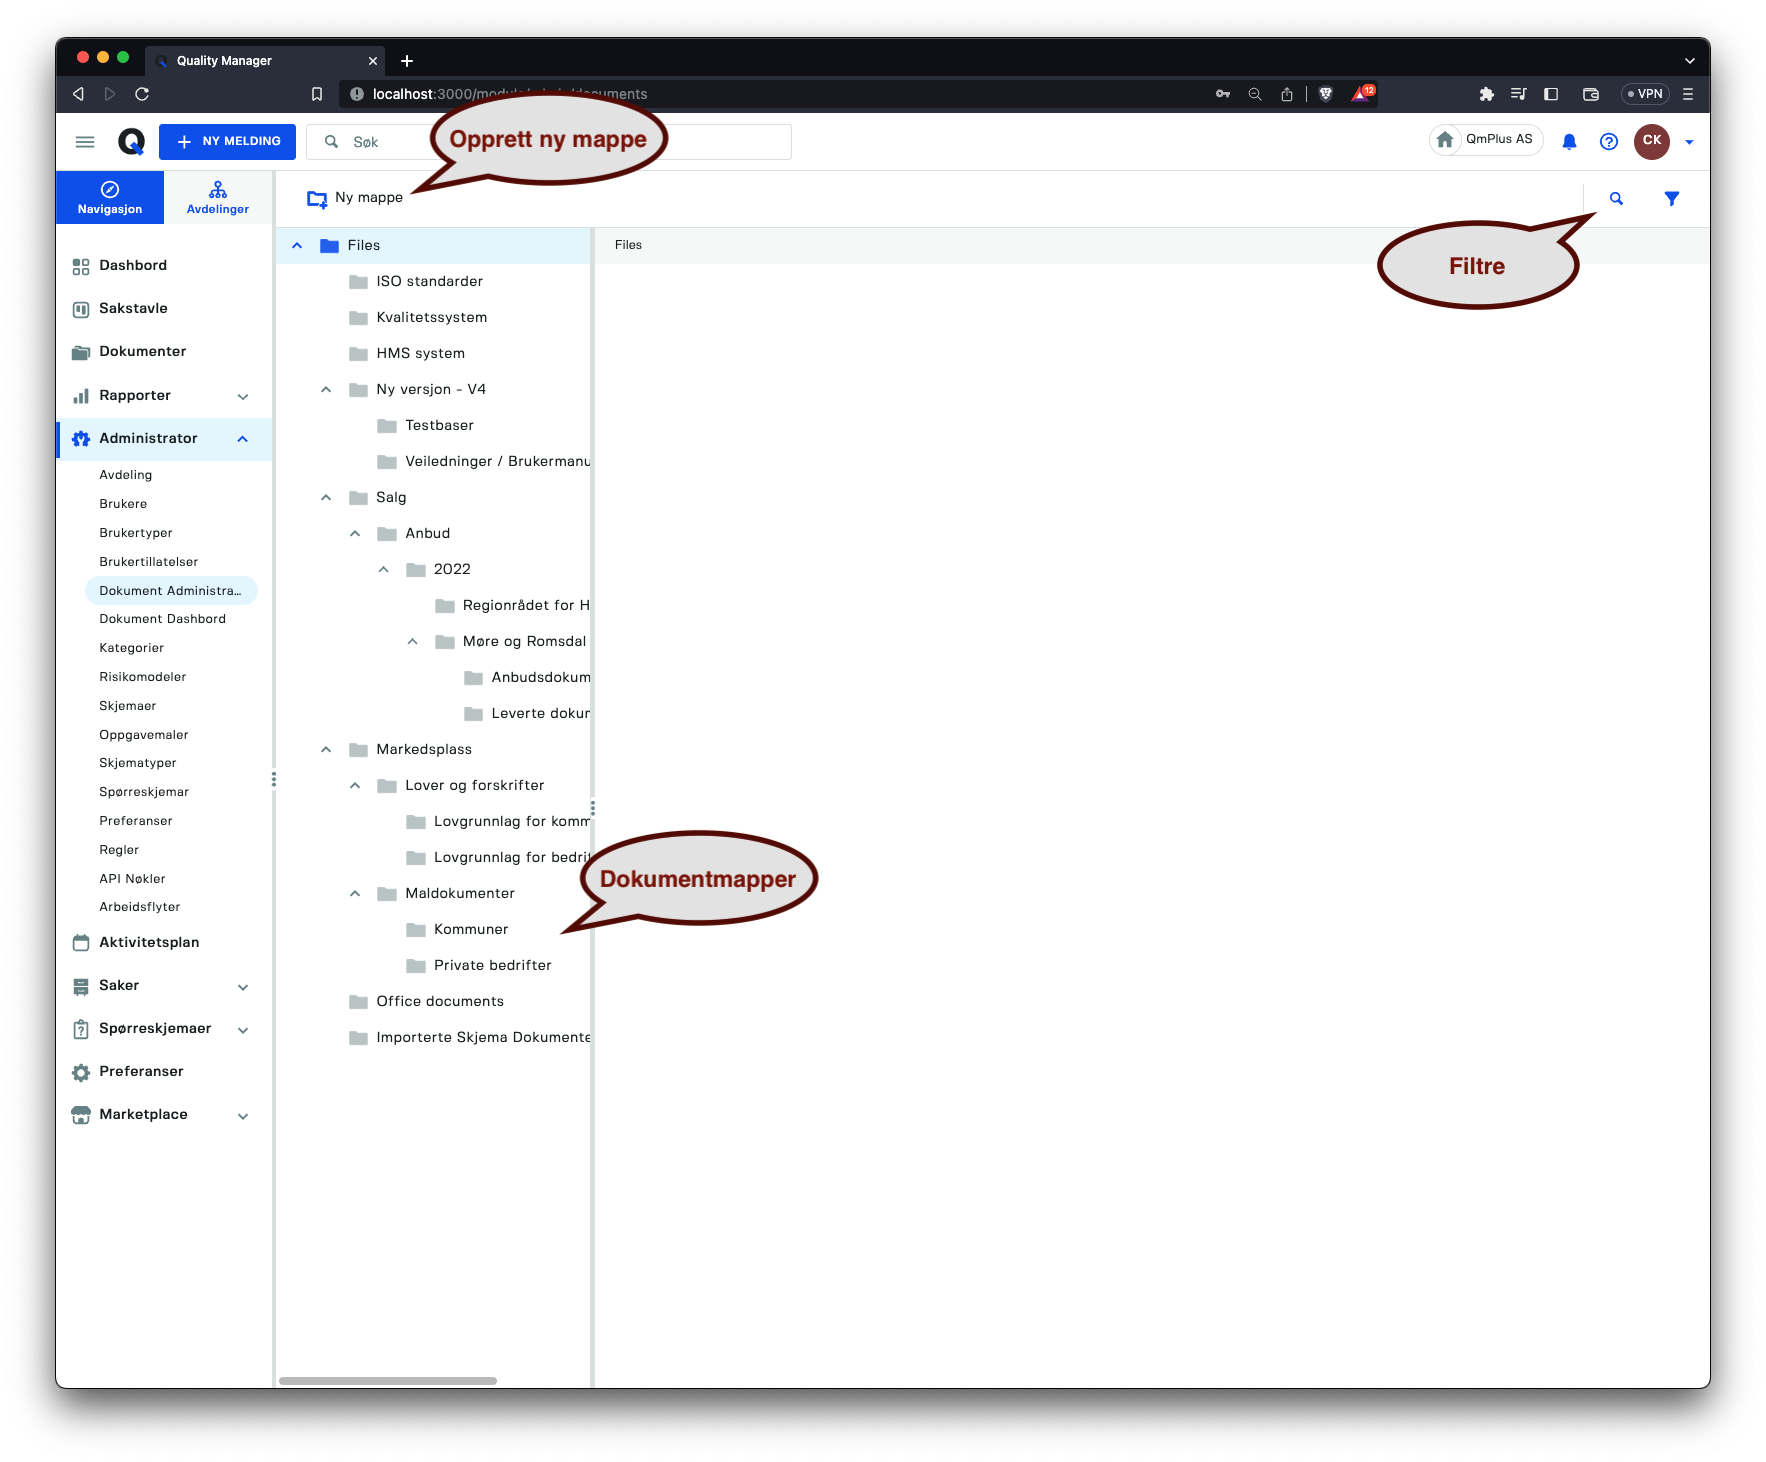 Quality Manager
localhost:3000/
documents
12
VPN
NY MELDING
Søk
Opprett ny mappe
QmPlus AS
CK
Navigasjon
Avdelinger
Ny mappe
Filtre
Files
Files
Dashbord
Sakstavle
Dokumenter
Rapporter
Administrator
Avdeling
Brukere
Brukertyper
Brukertillatelser
Dokument Administra...
Dokument Dashbord
Kategorier
Risikomodeler
Skjemaer
Oppgavemaler
Skjematyper
Spørreskjemar
Preferanser
Regler
API Nøkler
Arbeidsflyter
Aktivitetsplan
Saker
Spørreskjemaer
Preferanser
Marketplace
ISO standarder
Kvalitetssystem
HMS system
Ny versjon - V4
Testbaser
Veiledninger / Brukermanu
Salg
Anbud
2022
Regionrådet for H
Møre og Romsdal
Anbudsdokum
Leverte dokur
Markedsplass
Lover og forskrifter
Lovgrunnlag for komm
Lovgrunnlag for bedrif
Dokumentmapper
Maldokumenter
Kommuner
Private bedrifter
Office documents
Importerte Skjema Dokumente